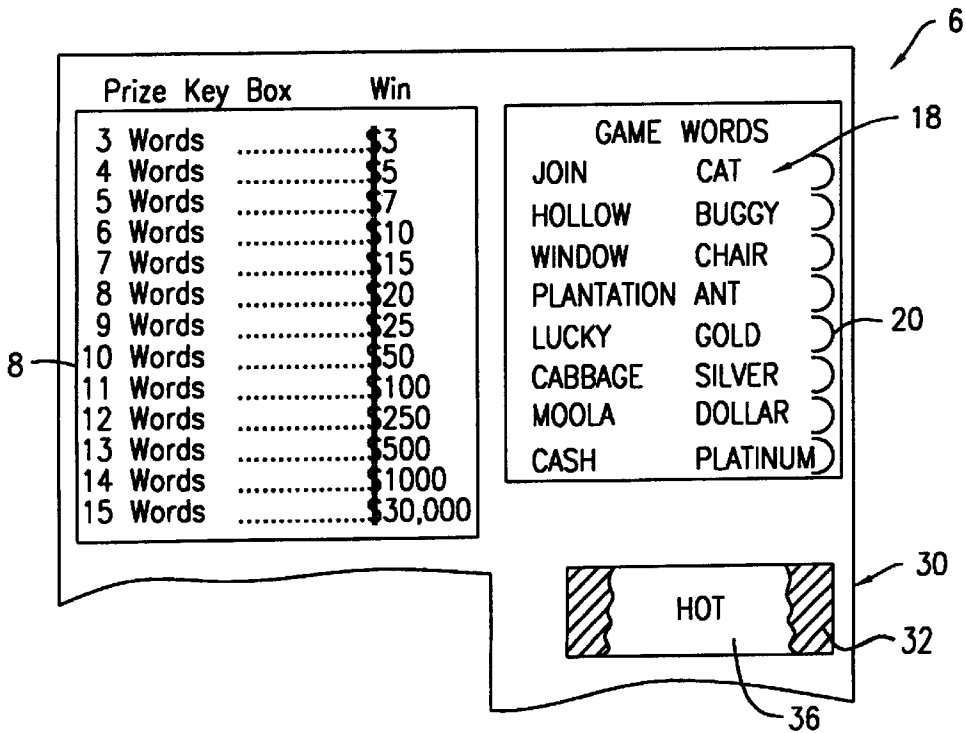 6
Prize Key Box Win
3 Words ..............$3
4 Words ..............$5
5 Words ..............$7
6 Words ..............$10
7 Words ..............$15
8 Words ..............$20
9 Words ..............$25
10 Words ..............$50
11 Words ..............$100
12 Words ..............$250
13 Words ..............$500
14 Words ..............$1000
15 Words ..............$30,000
8
GAME WORDS
18
JOIN CAT
HOLLOW BUGGY
WINDOW CHAIR
PLANTATION ANT
LUCKY GOLD
20
CABBAGE SILVER
MOOLA DOLLAR
CASH PLATINUM
30
HOT
32
36